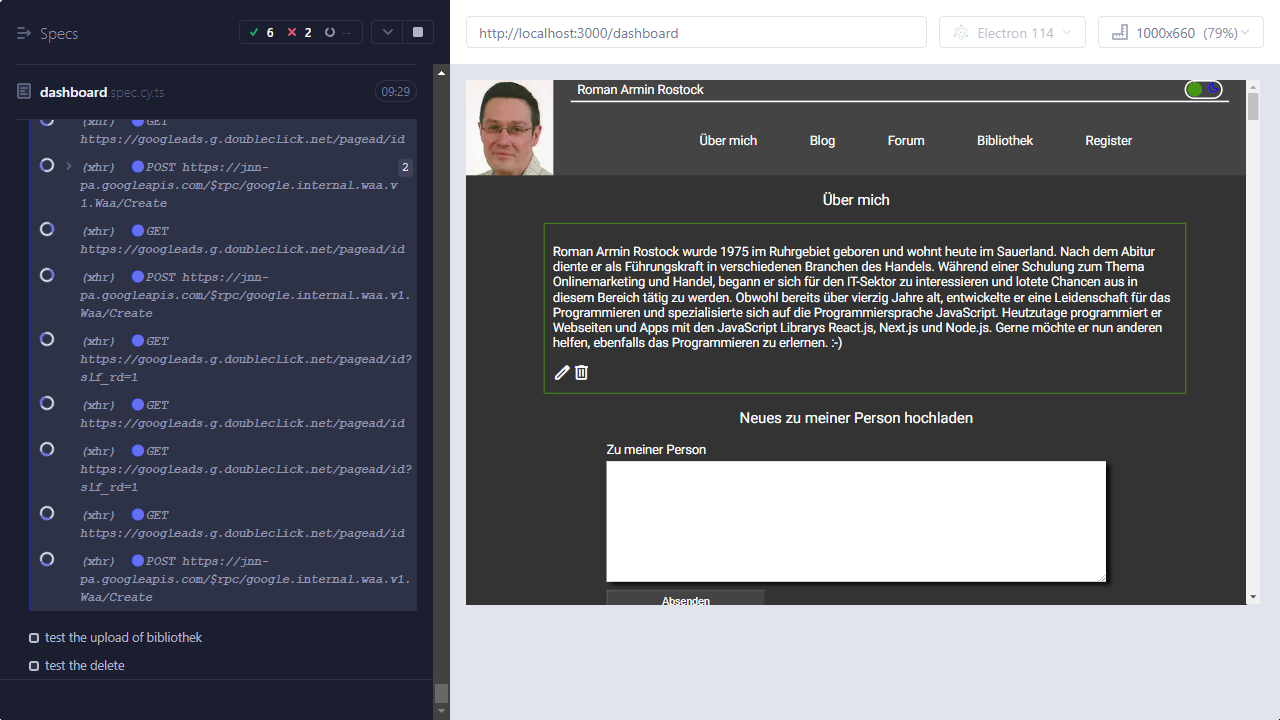 Specs
6
2
--
dashboard.spec.cy.ts
09:29
(xhr) GET
https://googleads.g.doubleclick.net/pagead/id
(xhr) POST https://jnn-
pa.googleapis.com/$rpc/google.internal.waa.v
1.Waa/Create
2
(xhr) GET
https://googleads.g.doubleclick.net/pagead/id
(xhr) POST https://jnn-
pa.googleapis.com/$rpc/google.internal.waa.v1.
Waa/Create
(xhr) GET
https://googleads.g.doubleclick.net/pagead/id?
slf_rd=1
(xhr) GET
https://googleads.g.doubleclick.net/pagead/id
(xhr) GET
https://googleads.g.doubleclick.net/pagead/id?
slf_rd=1
(xhr) GET
https://googleads.g.doubleclick.net/pagead/id
(xhr) POST https://jnn-
pa.googleapis.com/$rpc/google.internal.waa.v1.
Waa/Create
test the upload of bibliothek
test the delete
http://localhost:3000/dashboard
Electron 114
1000x660 (79%)
Roman Armin Rostock
Über mich Blog Forum Bibliothek Register
Über mich
Roman Armin Rostock wurde 1975 im Ruhrgebiet geboren und wohnt heute im Sauerland. Nach dem Abitur
diente er als Führungskraft in verschiedenen Branchen des Handels. Während einer Schulung zum Thema
Onlinemarketing und Handel, begann er sich für den IT-Sektor zu interessieren und lotete Chancen aus in
diesem Bereich tätig zu werden. Obwohl bereits über vierzig Jahre alt, entwickelte er eine Leidenschaft für das
Programmieren und spezialisierte sich auf die Programmiersprache JavaScript. Heutzutage programmiert er
Webseiten und Apps mit den JavaScript Librarys React.js, Next.js und Node.js. Gerne möchte er nun anderen
helfen, ebenfalls das Programmieren zu erlernen. :-)
Neues zu meiner Person hochladen
Zu meiner Person
Absenden